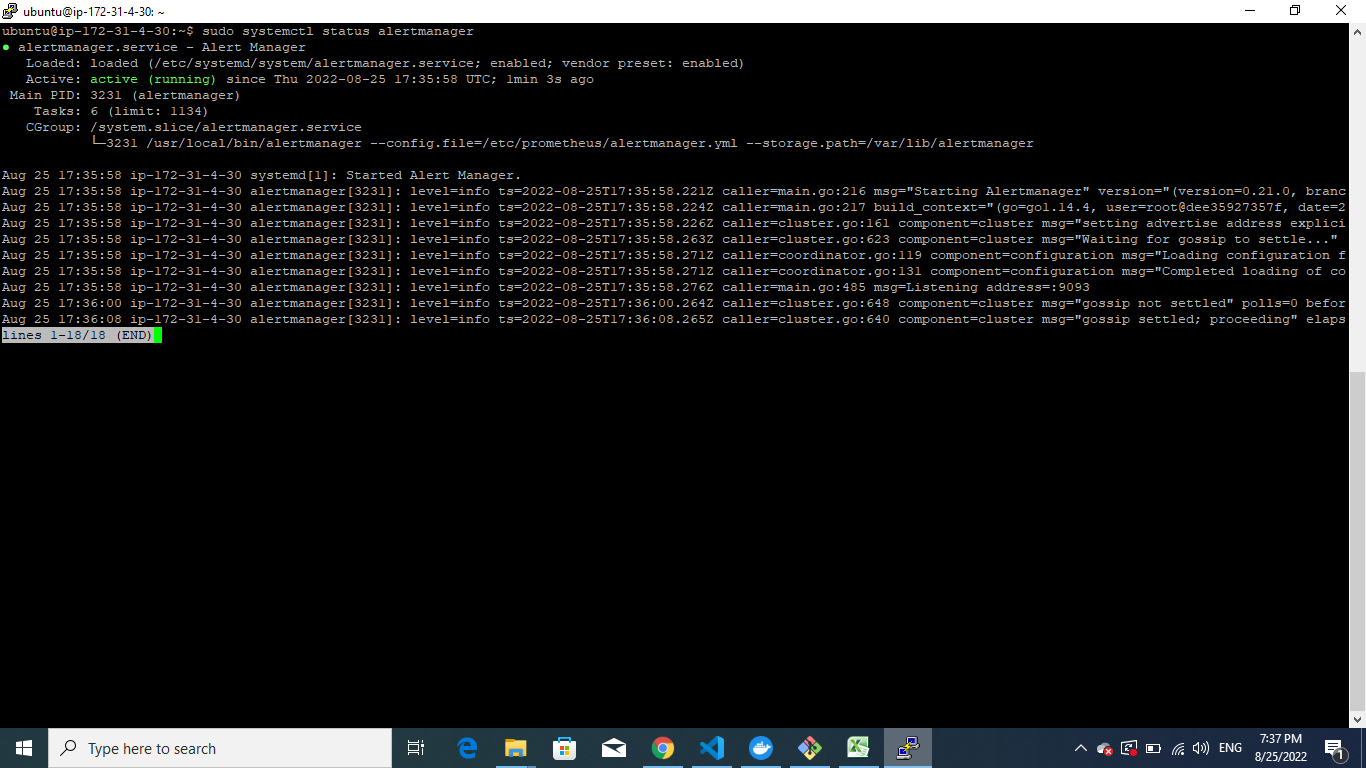 ubuntu@ip-172-31-4-30: ~
ubuntu@ip-172-31-4-30:~$ sudo systemctl status alertmanager
● alertmanager.service - Alert Manager
   Loaded: loaded (/etc/systemd/system/alertmanager.service; enabled; vendor preset: enabled)
   Active: active (running) since Thu 2022-08-25 17:35:58 UTC; 1min 3s ago
 Main PID: 3231 (alertmanager)
    Tasks: 6 (limit: 1134)
   CGroup: /system.slice/alertmanager.service
           └─3231 /usr/local/bin/alertmanager --config.file=/etc/prometheus/alertmanager.yml --storage.path=/var/lib/alertmanager
Aug 25 17:35:58 ip-172-31-4-30 systemd[1]: Started Alert Manager.
Aug 25 17:35:58 ip-172-31-4-30 alertmanager[3231]: level=info ts=2022-08-25T17:35:58.221Z caller=main.go:216 msg="Starting Alertmanager" version="(version=0.21.0, branc
Aug 25 17:35:58 ip-172-31-4-30 alertmanager[3231]: level=info ts=2022-08-25T17:35:58.224Z caller=main.go:217 build_context="(go=go1.14.4, user=root@dee35927357f, date=2
Aug 25 17:35:58 ip-172-31-4-30 alertmanager[3231]: level=info ts=2022-08-25T17:35:58.226Z caller=cluster.go:161 component=cluster msg="setting advertise address explici
Aug 25 17:35:58 ip-172-31-4-30 alertmanager[3231]: level=info ts=2022-08-25T17:35:58.263Z caller=cluster.go:623 component=cluster msg="Waiting for gossip to settle..."
Aug 25 17:35:58 ip-172-31-4-30 alertmanager[3231]: level=info ts=2022-08-25T17:35:58.271Z caller=coordinator.go:119 component=configuration msg="Loading configuration f
Aug 25 17:35:58 ip-172-31-4-30 alertmanager[3231]: level=info ts=2022-08-25T17:35:58.271Z caller=coordinator.go:131 component=configuration msg="Completed loading of co
Aug 25 17:35:58 ip-172-31-4-30 alertmanager[3231]: level=info ts=2022-08-25T17:35:58.276Z caller=main.go:485 msg=Listening address=:9093
Aug 25 17:36:00 ip-172-31-4-30 alertmanager[3231]: level=info ts=2022-08-25T17:36:00.264Z caller=cluster.go:648 component=cluster msg="gossip not settled" polls=0 befor
Aug 25 17:36:08 ip-172-31-4-30 alertmanager[3231]: level=info ts=2022-08-25T17:36:08.265Z caller=cluster.go:640 component=cluster msg="gossip settled; proceeding" elaps
lines 1-18/18 (END)
Type here to search
ENG
7:37 PM
8/25/2022
1